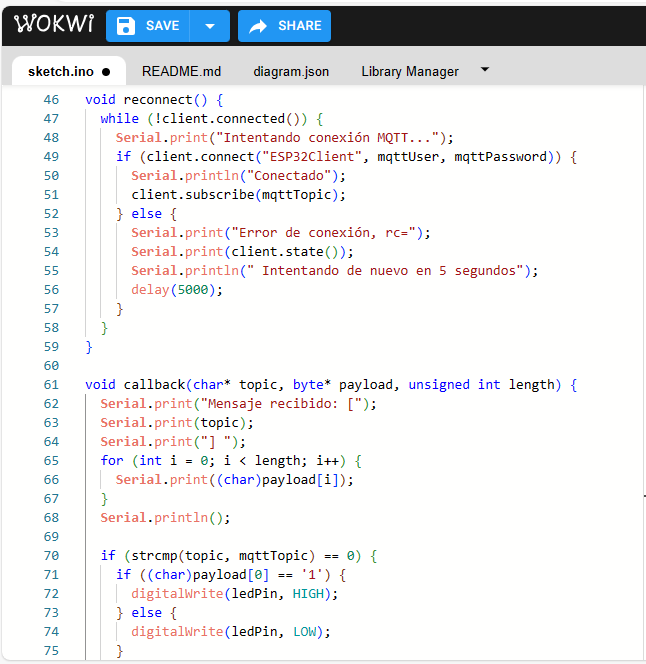 WOKWI SAVE SHARE
sketch.ino ● README.md diagram.json Library Manager
46 void reconnect() {
47 while (!client.connected()) {
48 Serial.print("Intentando conexión MQTT...");
49 if (client.connect("ESP32Client", mqttUser, mqttPassword)) {
50 Serial.println("Conectado");
51 client.subscribe(mqttTopic);
52 } else {
53 Serial.print("Error de conexión, rc=");
54 Serial.print(client.state());
55 Serial.println(" Intentando de nuevo en 5 segundos");
56 delay(5000);
57 }
58 }
59 }
60
61 void callback(char* topic, byte* payload, unsigned int length) {
62 Serial.print("Mensaje recibido: [");
63 Serial.print(topic);
64 Serial.print("] ");
65 for (int i = 0; i < length; i++) {
66 Serial.print((char)payload[i]);
67 }
68 Serial.println();
69
70 if (strcmp(topic, mqttTopic) == 0) {
71 if ((char)payload[0] == '1') {
72 digitalWrite(ledPin, HIGH);
73 } else {
74 digitalWrite(ledPin, LOW);
75 }